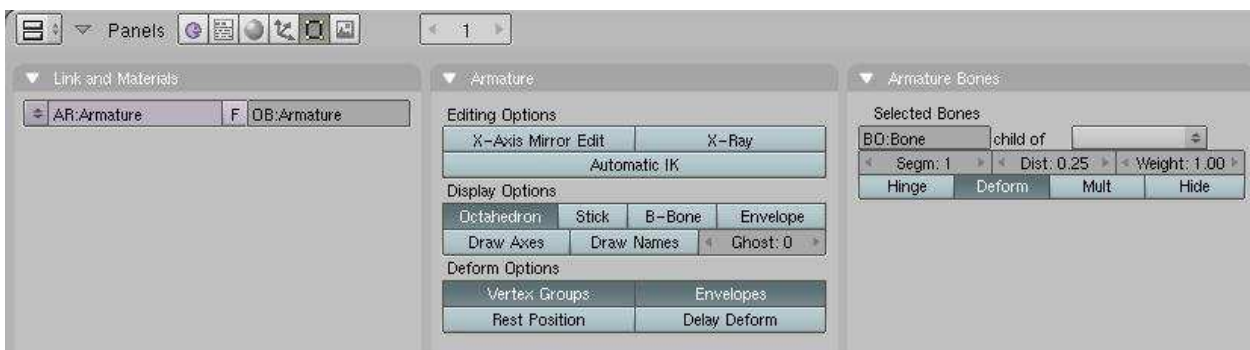 Panels 1
Link and Materials
AR:Armature F OB:Armature
Armature
Editing Options
X-Axis Mirror Edit X-Ray
Automatic IK
Display Options
Octahedron Stick B-Bone Envelope
Draw Axes Draw Names Ghost: 0
Deform Options
Vertex Groups Envelopes
Rest Position Delay Deform
Armature Bones
Selected Bones
BO:Bone child of
Segm: 1 Dist: 0.25 Weight: 1.00
Hinge Deform Mult Hide